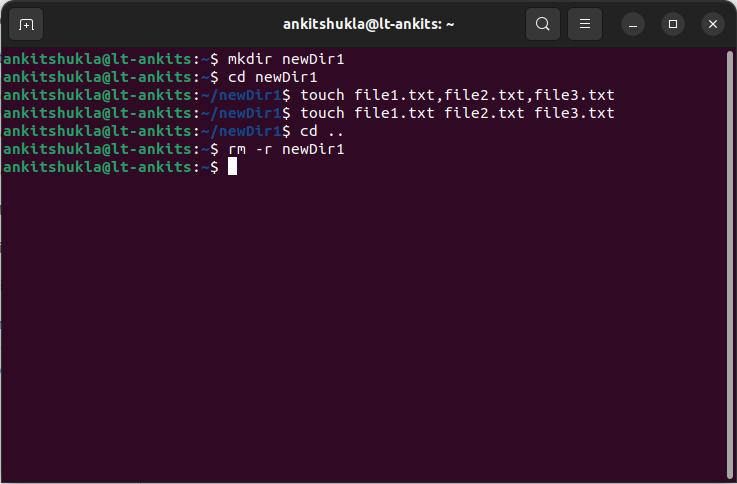 ankitshukla@lt-ankits: ~
ankitshukla@lt-ankits:~$ mkdir newDir1
ankitshukla@lt-ankits:~$ cd newDir1
ankitshukla@lt-ankits:~/newDir1$ touch file1.txt,file2.txt,file3.txt
ankitshukla@lt-ankits:~/newDir1$ touch file1.txt file2.txt file3.txt
ankitshukla@lt-ankits:~/newDir1$ cd ..
ankitshukla@lt-ankits:~$ rm -r newDir1
ankitshukla@lt-ankits:~$